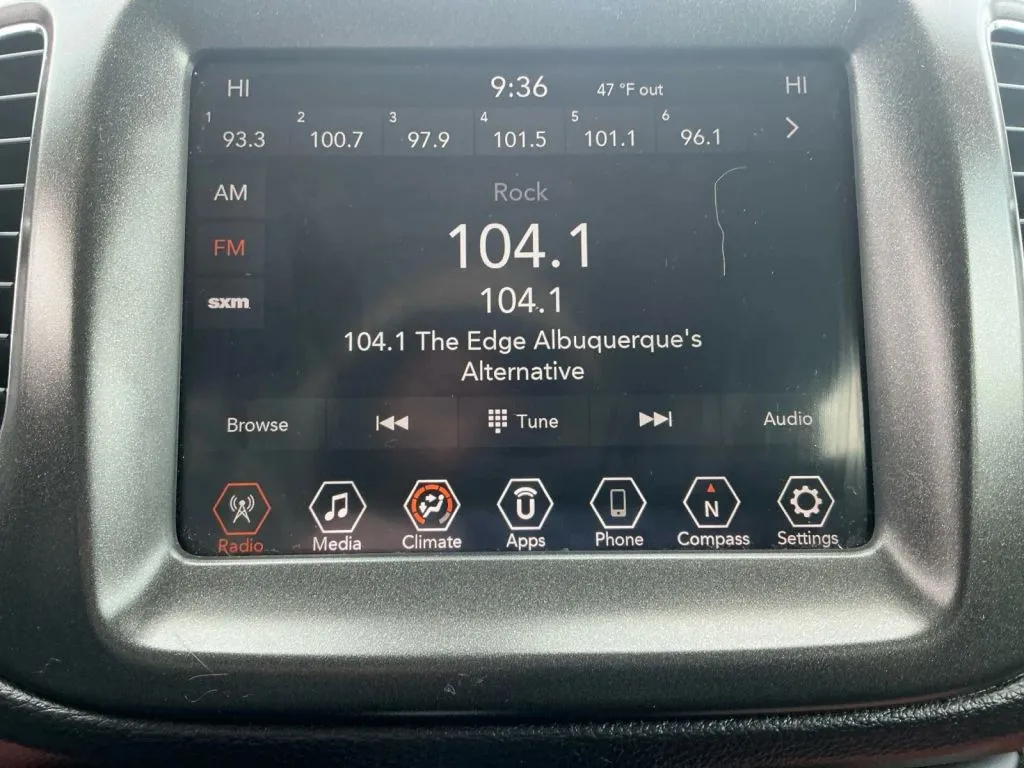 HI 9:36 47 °F out HI
1 93.3 2 100.7 3 97.9 4 101.5 5 101.1 6 96.1
AM
Rock
FM
104.1
104.1
sxm
104.1 The Edge Albuquerque's
Alternative
Browse Tune Audio
N
Radio Media Climate Apps Phone Compass Settings